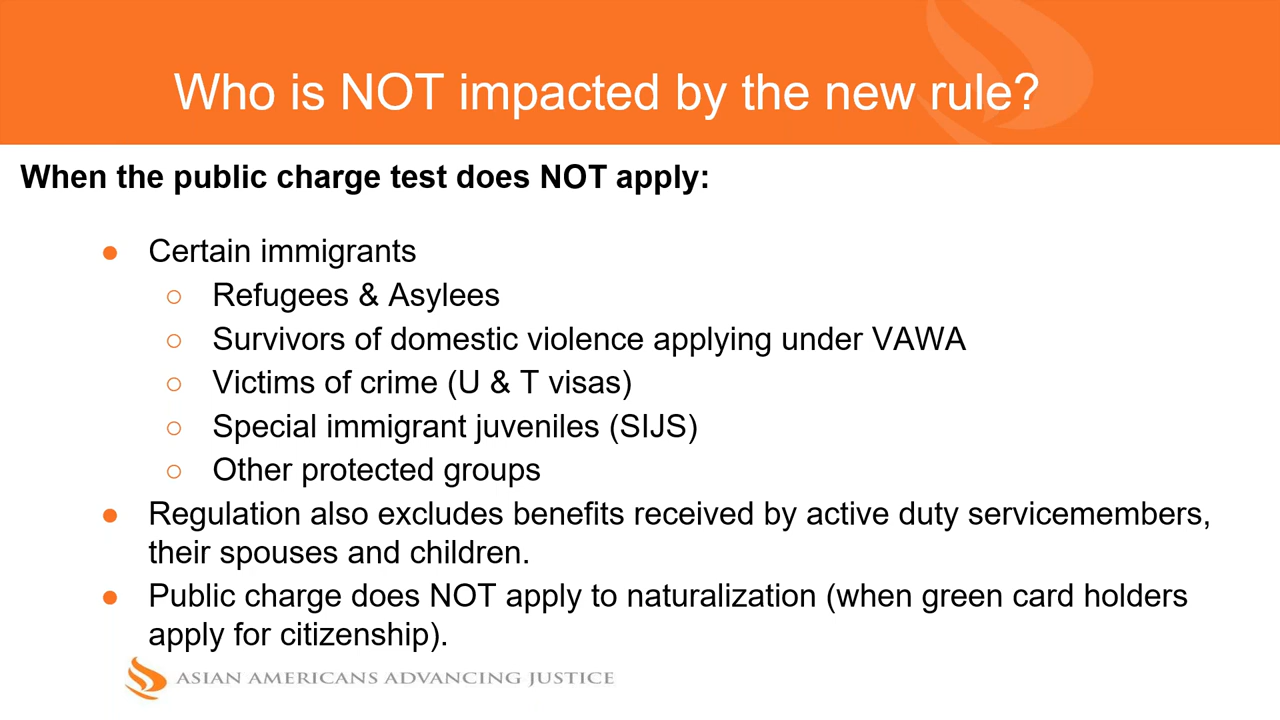 Who is NOT impacted by the new rule?
When the public charge test does NOT apply:
● Certain immigrants
○ Refugees & Asylees
○ Survivors of domestic violence applying under VAWA
○ Victims of crime (U & T visas)
○ Special immigrant juveniles (SIJS)
○ Other protected groups
● Regulation also excludes benefits received by active duty servicemembers,
their spouses and children.
● Public charge does NOT apply to naturalization (when green card holders
apply for citizenship).
ASIAN AMERICANS ADVANCING JUSTICE